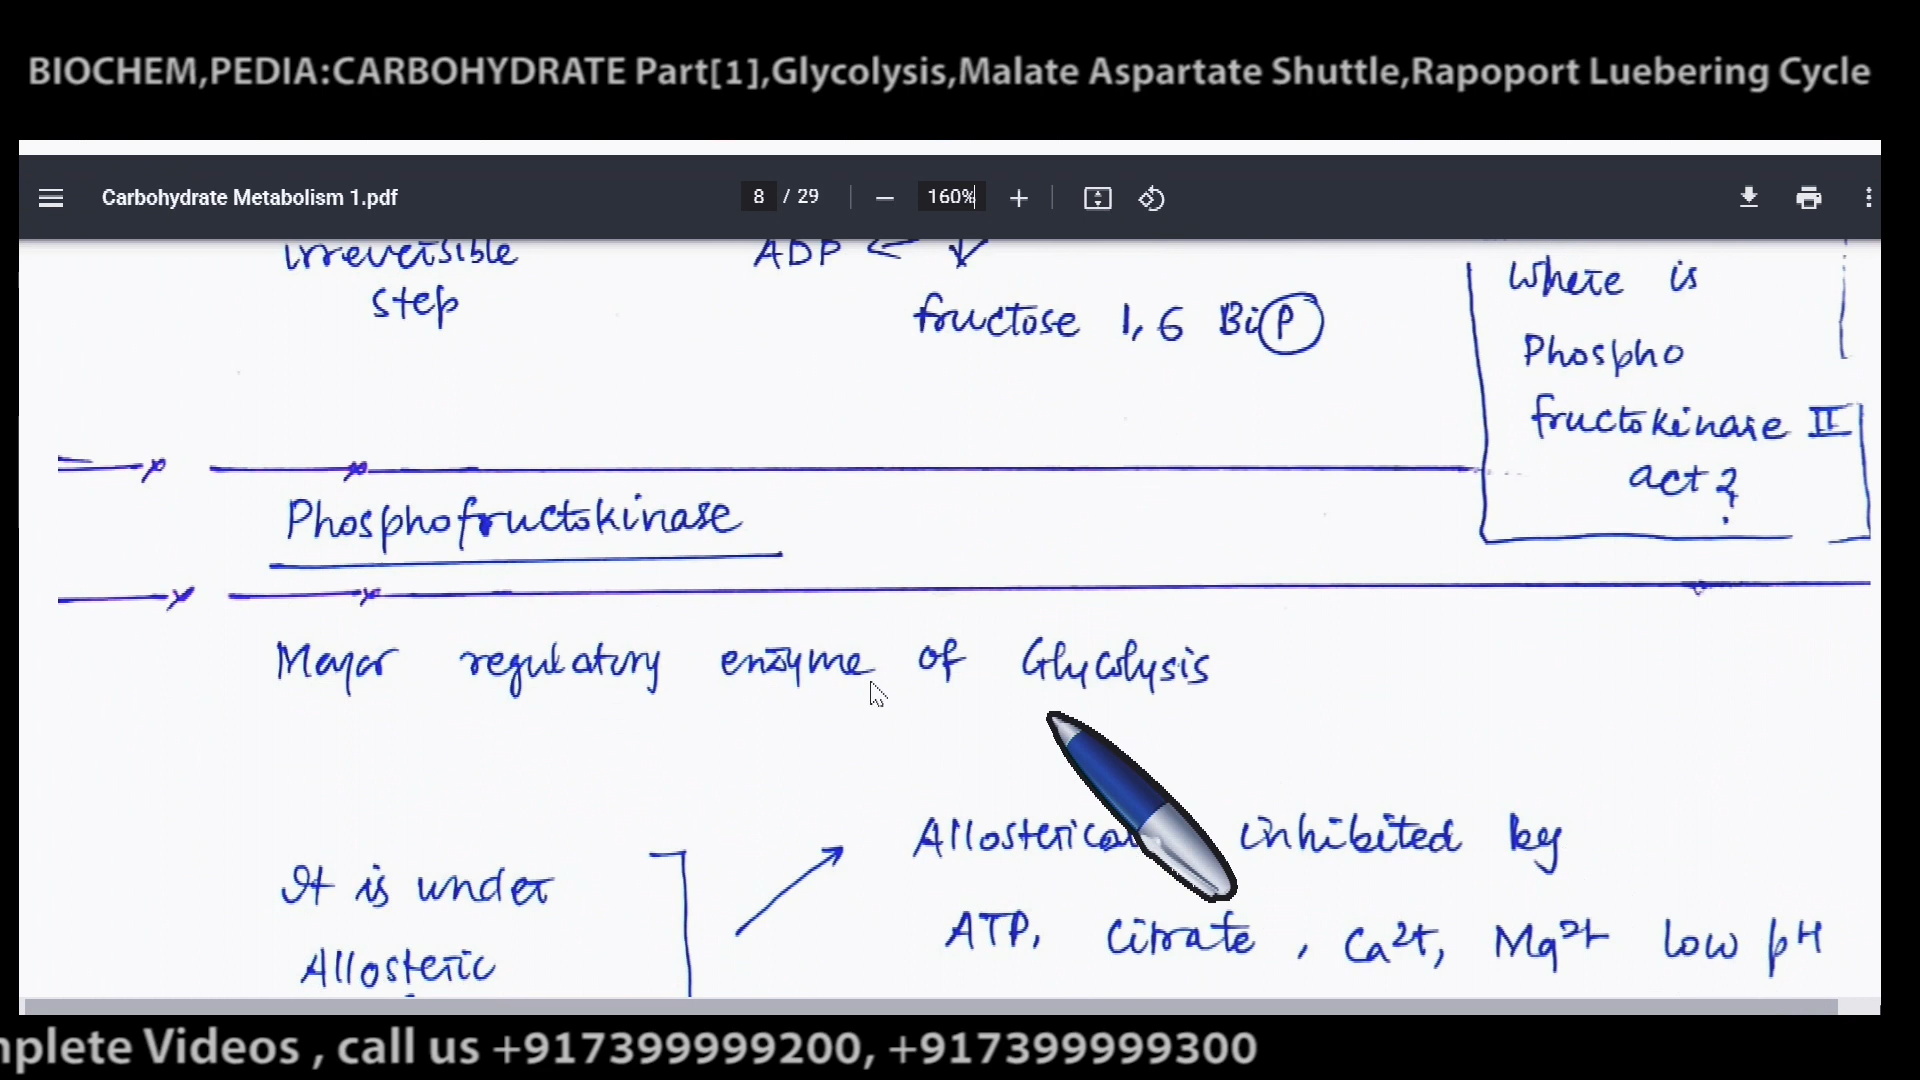 BIOCHEM,PEDIA:CARBOHYDRATE Part[1],Glycolysis,Malate Aspartate Shuttle,Rapoport Luebering Cycle
Carbohydrate Metabolism 1.pdf
8 / 29
160%
irreversible
step
ADP
fructose 1, 6 Bi P
Where is
Phospho
fructokinase II
act ?
Phosphofructokinase
Major regulatory enzyme of Glycolysis
It is under
Allosteric
inhibited by
ATP, Citrate, Ca2+, Mg2+ low pH
Videos , call us +917399999200, +917399999300